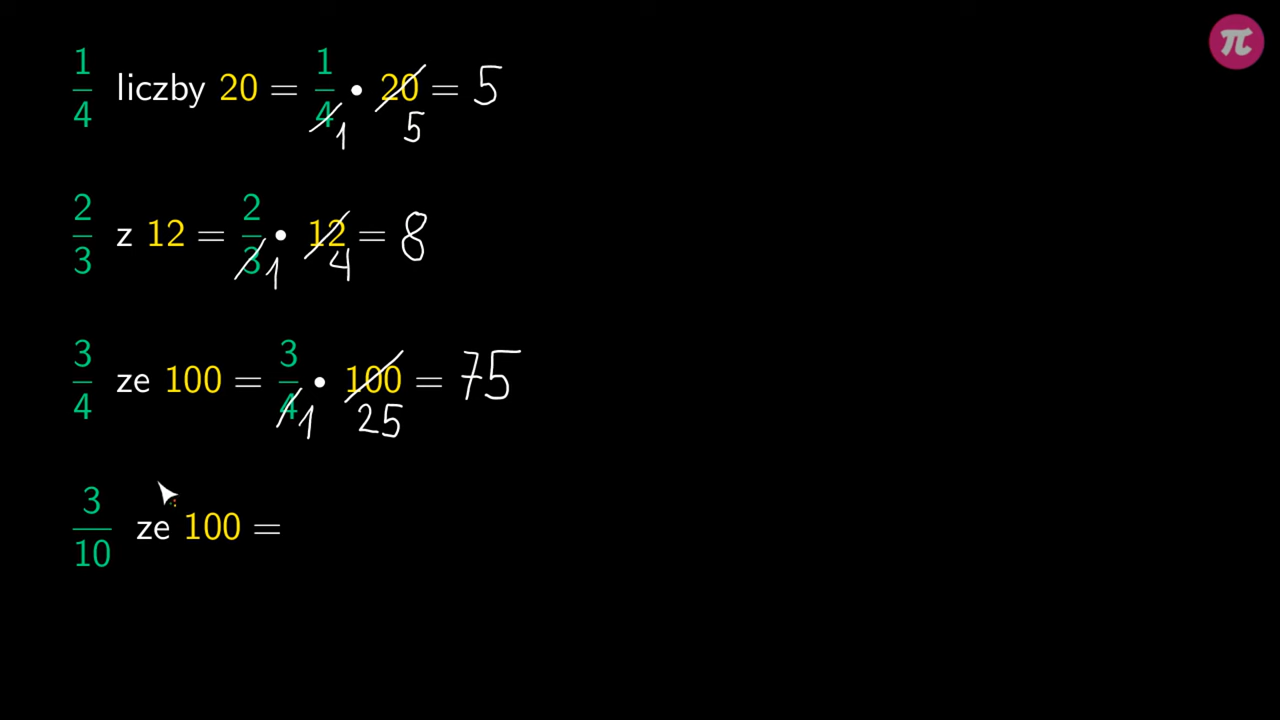 1/4 liczby 20 = 1/4 1 • 20 5 = 5
2/3 z 12 = 2/3 1 • 12 4 = 8
3/4 ze 100 = 3/4 1 • 100 25 = 75
3/10 ze 100 =
π